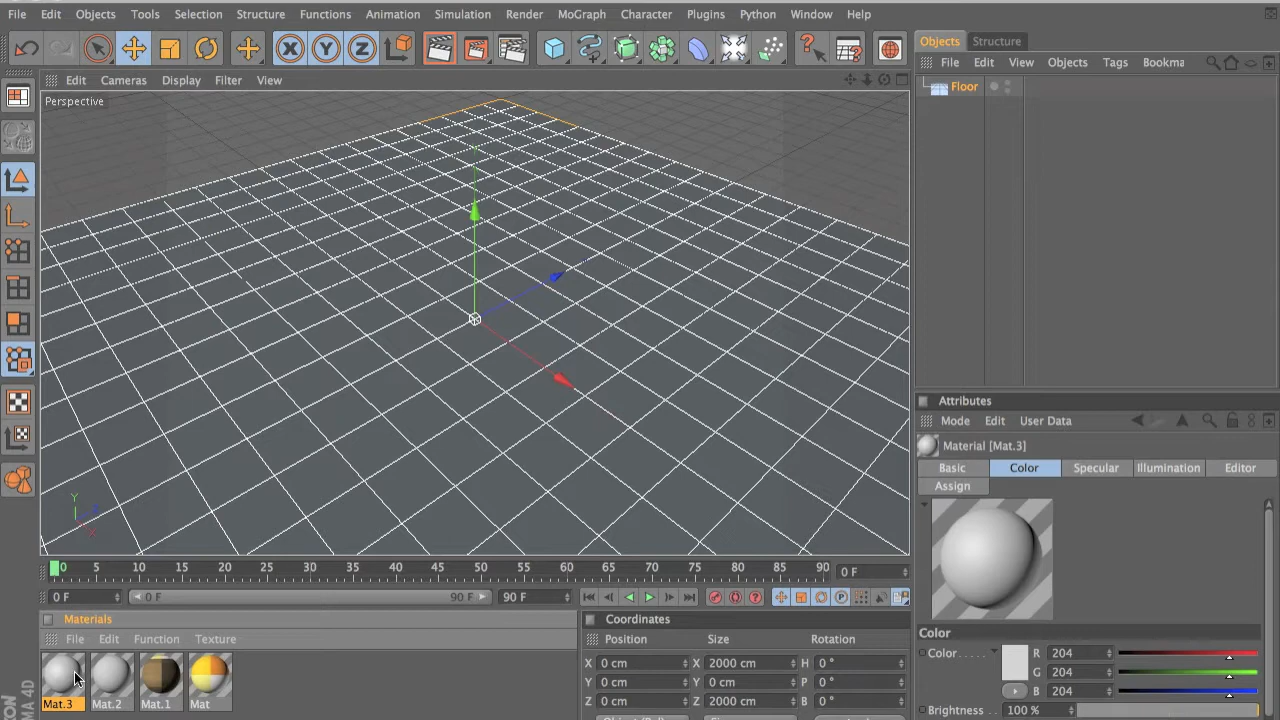 File Edit Objects Tools Selection Structure Functions Animation Simulation Render MoGraph Character Plugins Python Window Help
X Y Z
Objects Structure
File Edit View Objects Tags Bookma
Floor
Edit Cameras Display Filter View
Perspective
Y
X
0 5 10 15 20 25 30 35 40 45 50 55 60 65 70 75 80 85 90 0 F
0 F 0 F 90 F 90 F
Materials
File Edit Function Texture
Mat.3 Mat.2 Mat.1 Mat
Coordinates
Position Size Rotation
X 0 cm X 2000 cm H 0 °
Y 0 cm Y 0 cm P 0 °
Z 0 cm Z 2000 cm B 0 °
Attributes
Mode Edit User Data
Material [Mat.3]
Basic Color Specular Illumination Editor
Assign
Color
Color R 204
G 204
B 204
Brightness 100 %